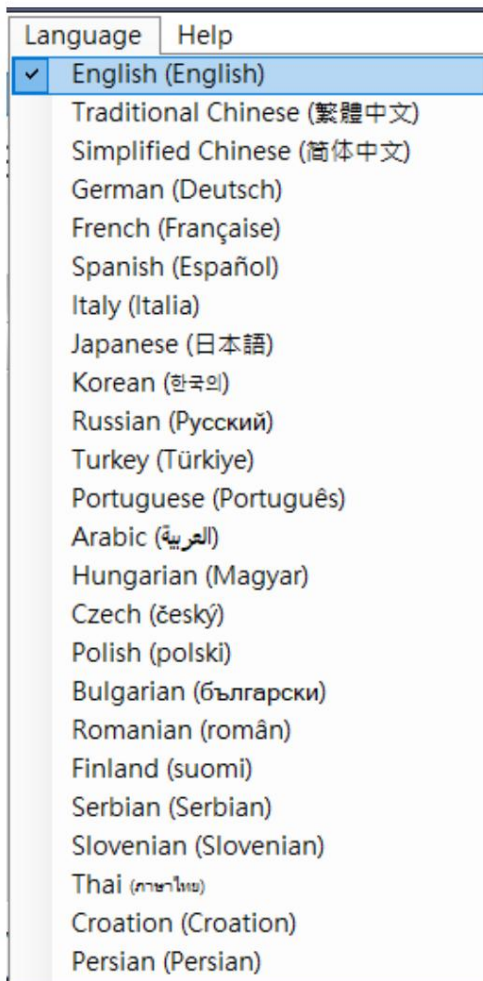 Language Help
✓ English (English)
Traditional Chinese (繁體中文)
Simplified Chinese (简体中文)
German (Deutsch)
French (Française)
Spanish (Español)
Italy (Italia)
Japanese (日本語)
Korean (한국의)
Russian (Русский)
Turkey (Türkiye)
Portuguese (Português)
Arabic (العربية)
Hungarian (Magyar)
Czech (český)
Polish (polski)
Bulgarian (български)
Romanian (român)
Finland (suomi)
Serbian (Serbian)
Slovenian (Slovenian)
Thai (ภาษาไทย)
Croation (Croation)
Persian (Persian)